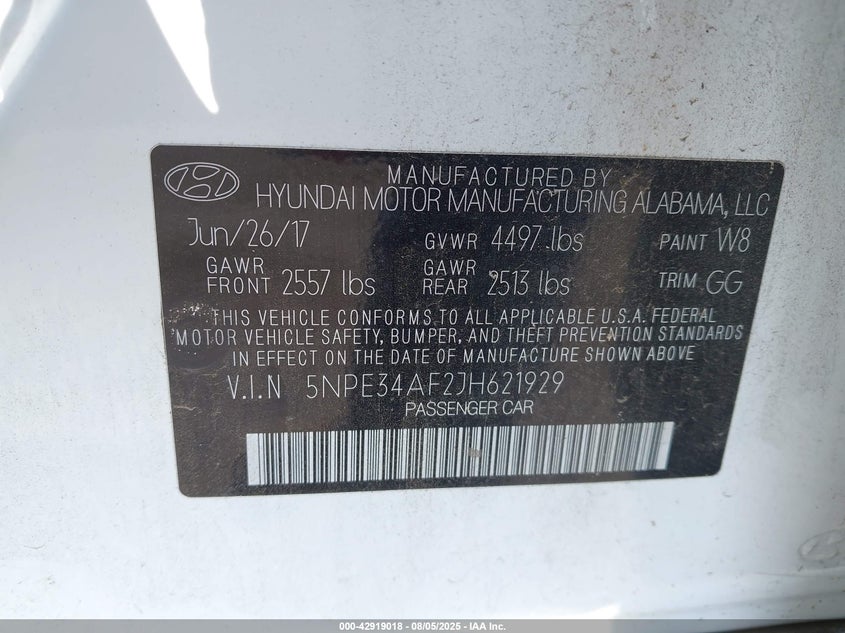 MANUFACTURED BY
HYUNDAI MOTOR MANUFACTURING ALABAMA, LLC
Jun/26/17 GVWR 4497 lbs PAINT W8
GAWR FRONT 2557 lbs GAWR REAR 2513 lbs TRIM GG
THIS VEHICLE CONFORMS TO ALL APPLICABLE U.S.A. FEDERAL
MOTOR VEHICLE SAFETY, BUMPER, AND THEFT PREVENTION STANDARDS
IN EFFECT ON THE DATE OF MANUFACTURE SHOWN ABOVE.
V.I.N 5NPE34AF2JH621929
PASSENGER CAR
000-42919018 - 08/05/2025 - IAA Inc.